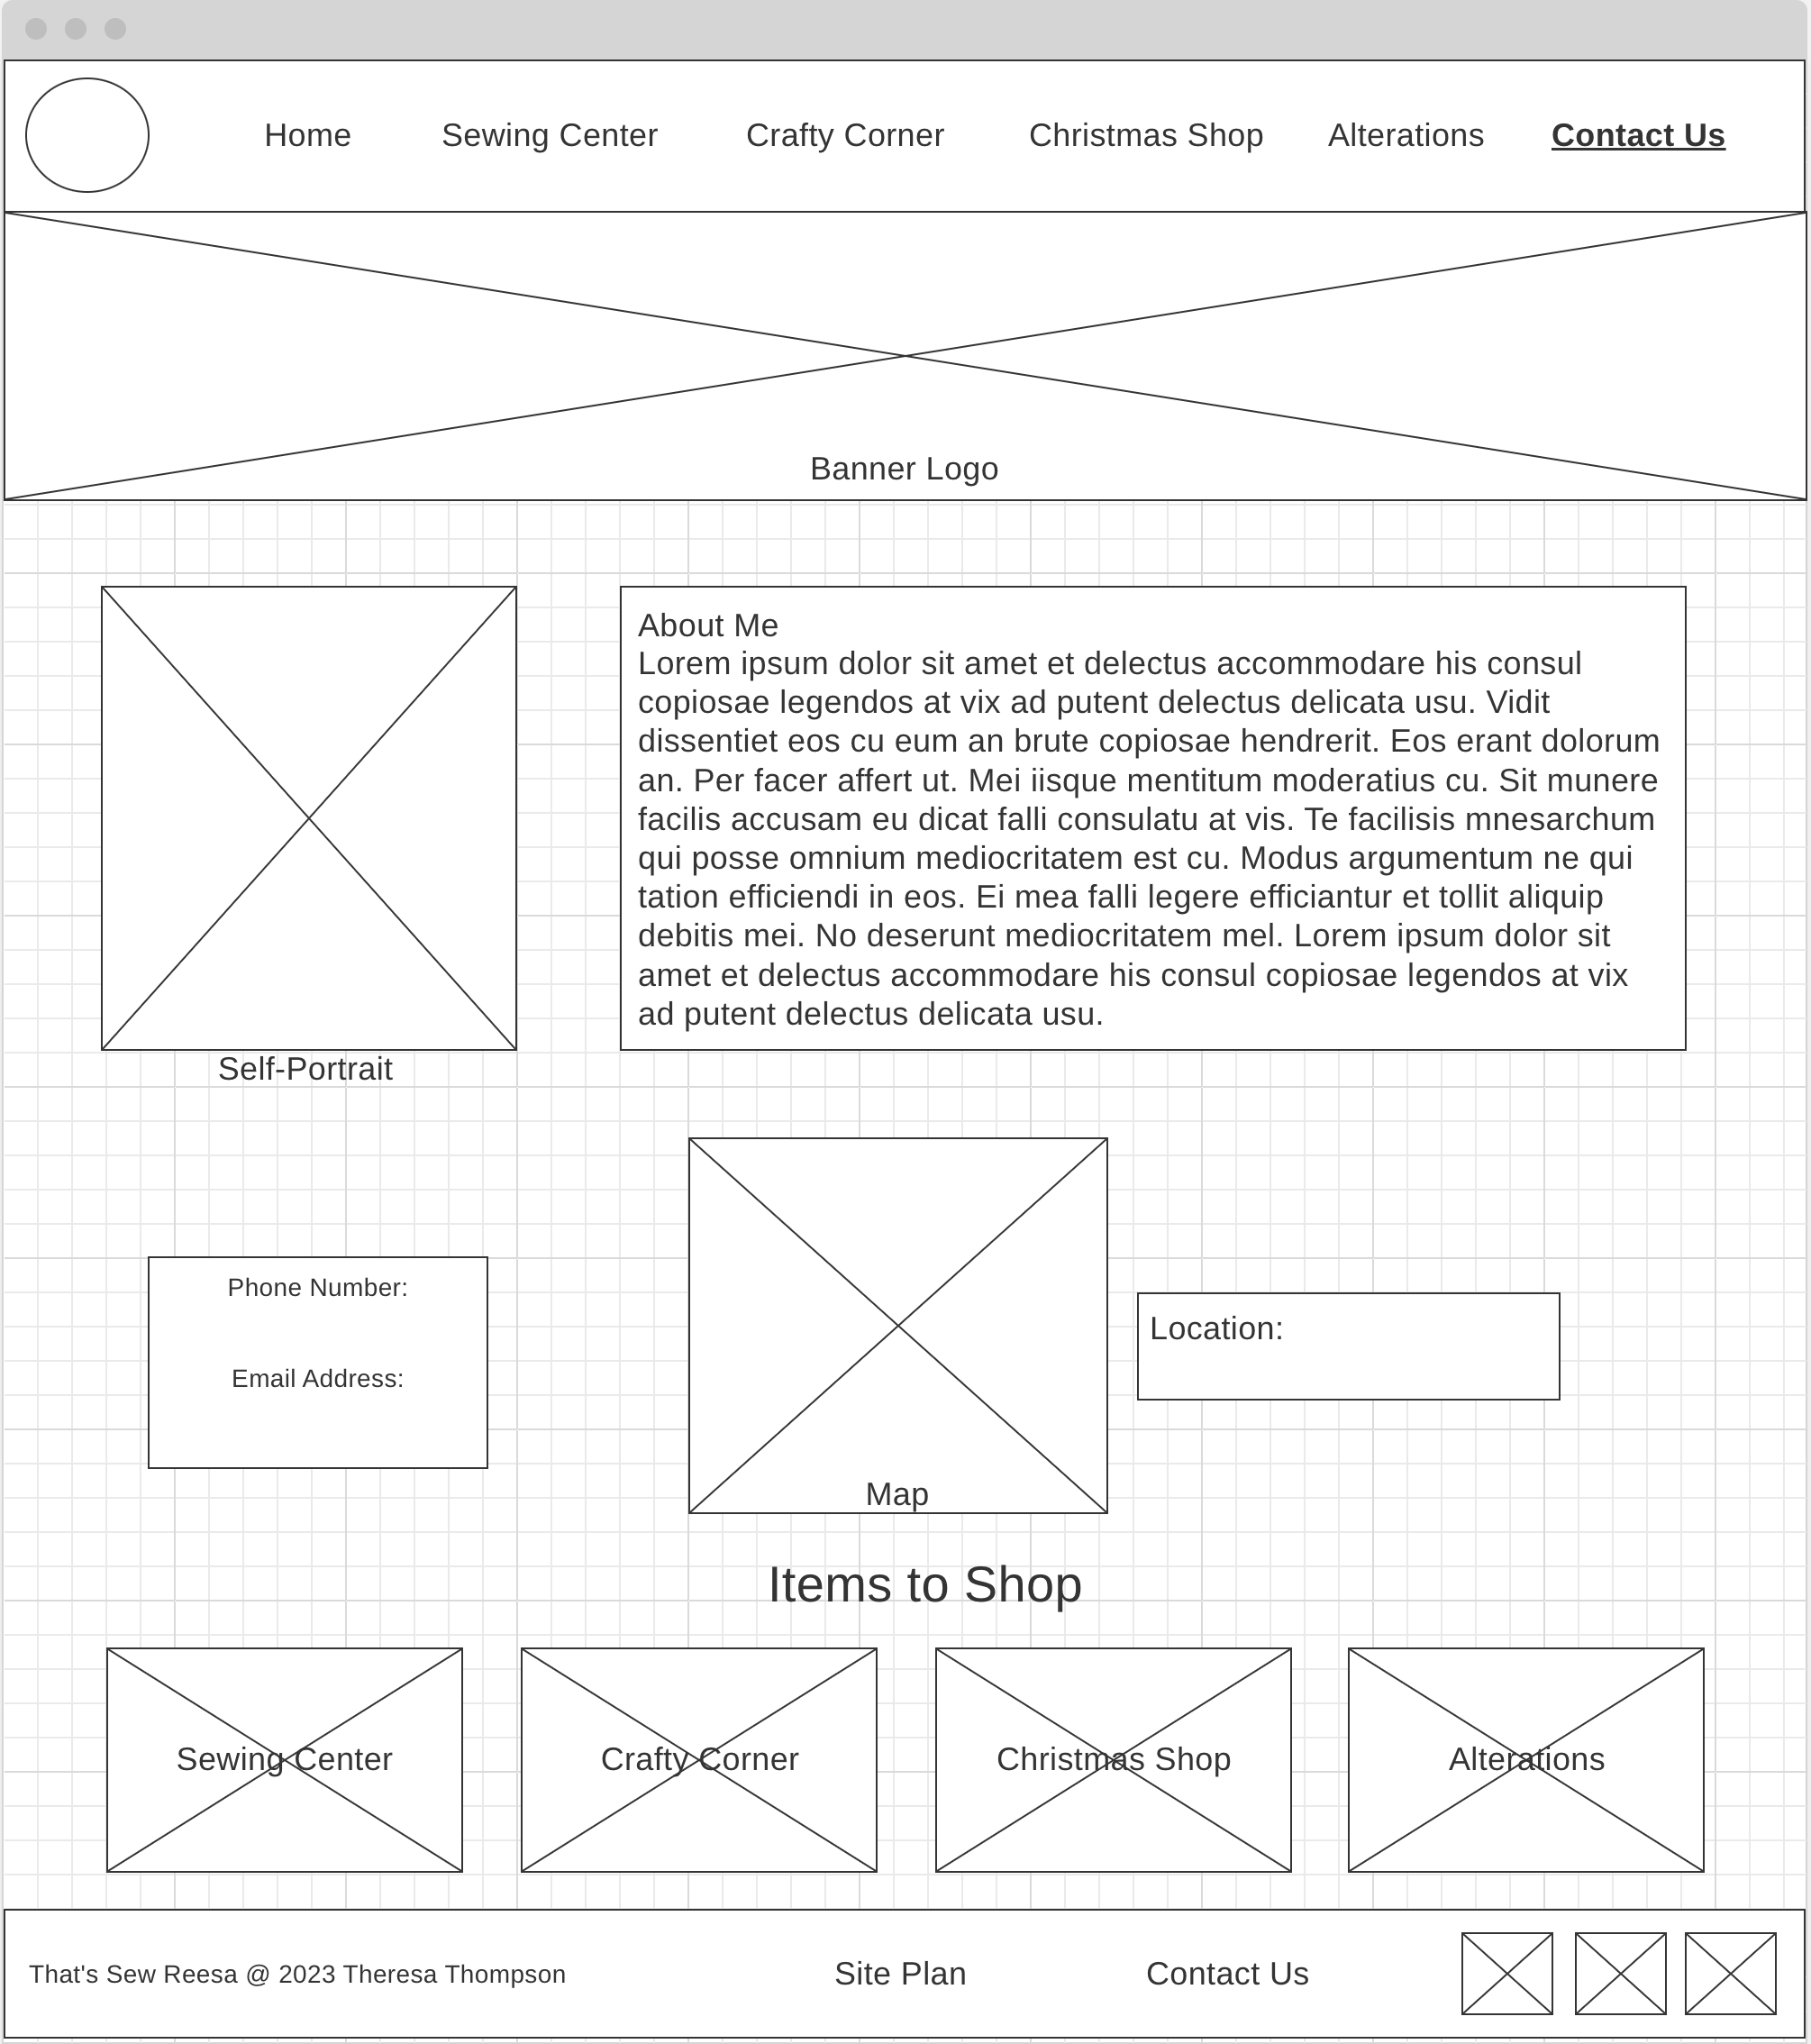 Home Sewing Center Crafty Corner Christmas Shop Alterations Contact Us
Banner Logo
About Me
Lorem ipsum dolor sit amet et delectus accommodare his consul
copiosae legendos at vix ad putent delectus delicata usu. Vidit
dissentiet eos cu eum an brute copiosae hendrerit. Eos erant dolorum
an. Per facer affert ut. Mei iisque mentitum moderatius cu. Sit munere
facilis accusam eu dicat falli consulatu at vis. Te facilisis mnesarchum
qui posse omnium mediocritatem est cu. Modus argumentum ne qui
tation efficiendi in eos. Ei mea falli legere efficiantur et tollit aliquip
debitis mei. No deserunt mediocritatem mel. Lorem ipsum dolor sit
amet et delectus accommodare his consul copiosae legendos at vix
ad putent delectus delicata usu.
Self-Portrait
Phone Number:
Email Address:
Map
Location:
Items to Shop
Sewing Center Crafty Corner Christmas Shop Alterations
That's Sew Reesa @ 2023 Theresa Thompson Site Plan Contact Us